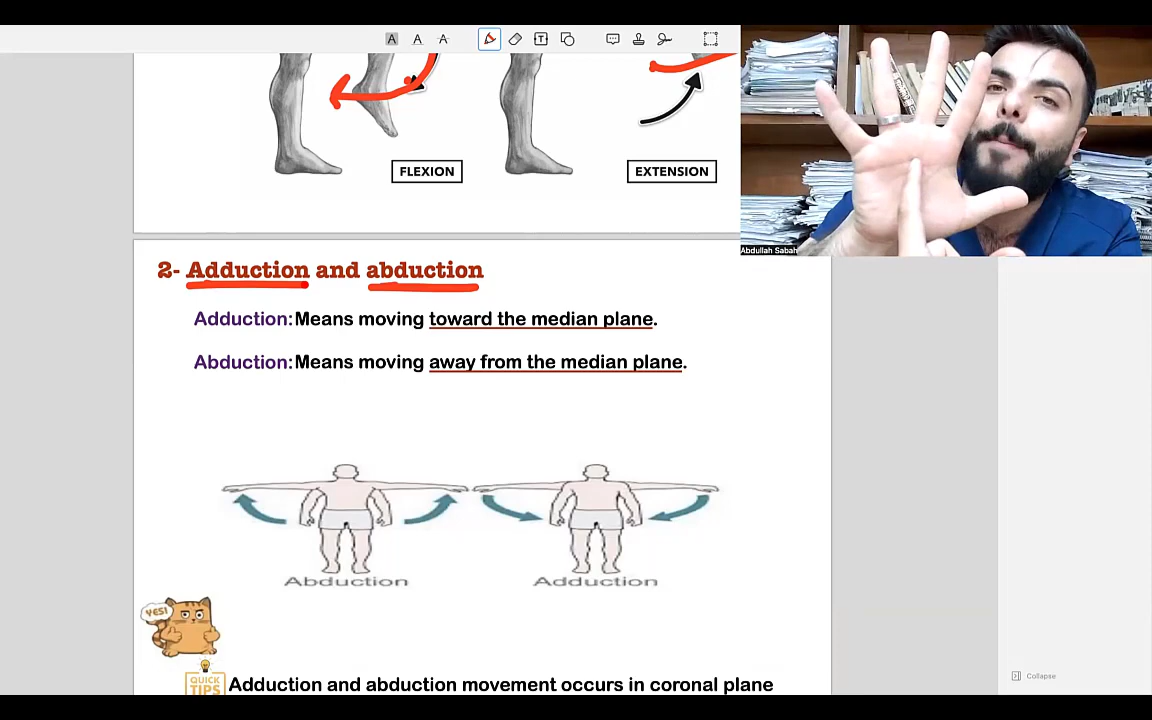 A A A
T
FLEXION
EXTENSION
Abdullah Sabah
2- Adduction and abduction
Adduction: Means moving toward the median plane.
Abduction: Means moving away from the median plane.
Abduction
Adduction
YES!
QUICK
TIPS
Adduction and abduction movement occurs in coronal plane
Collapse